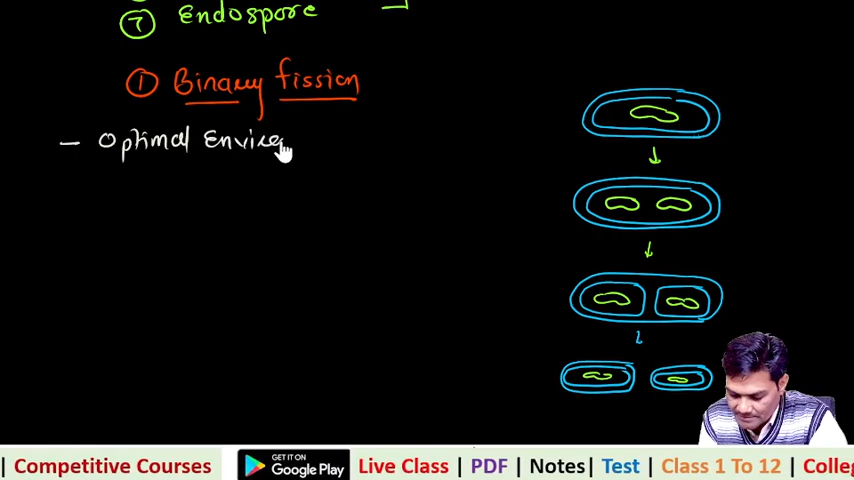 ⑦ Endospore
① Binary fission
– Optimal Enviro
| Competitive Courses | GET IT ON Google Play Live Class | PDF | Notes| Test | Class 1 To 12 | Colleg